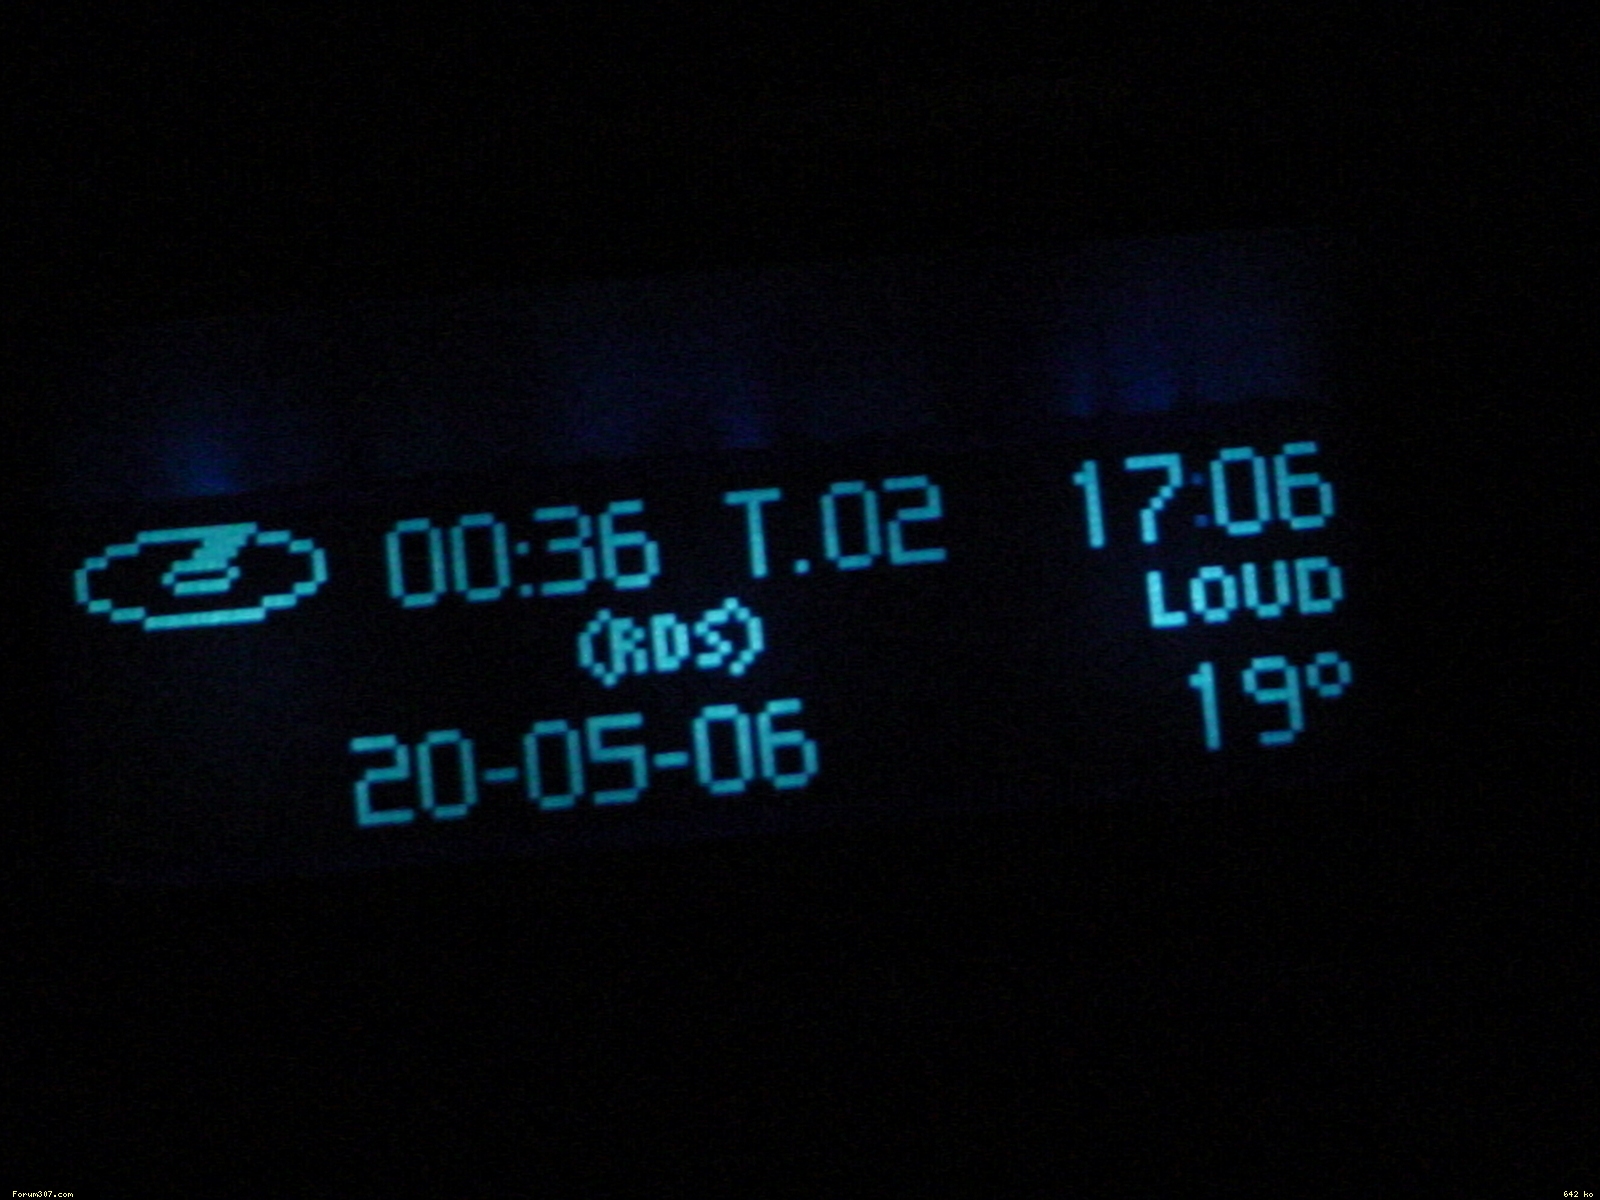 00:36 T.02 17:06
(RDS) LOUD
20-05-06 19°
Forum307.com 642 ko